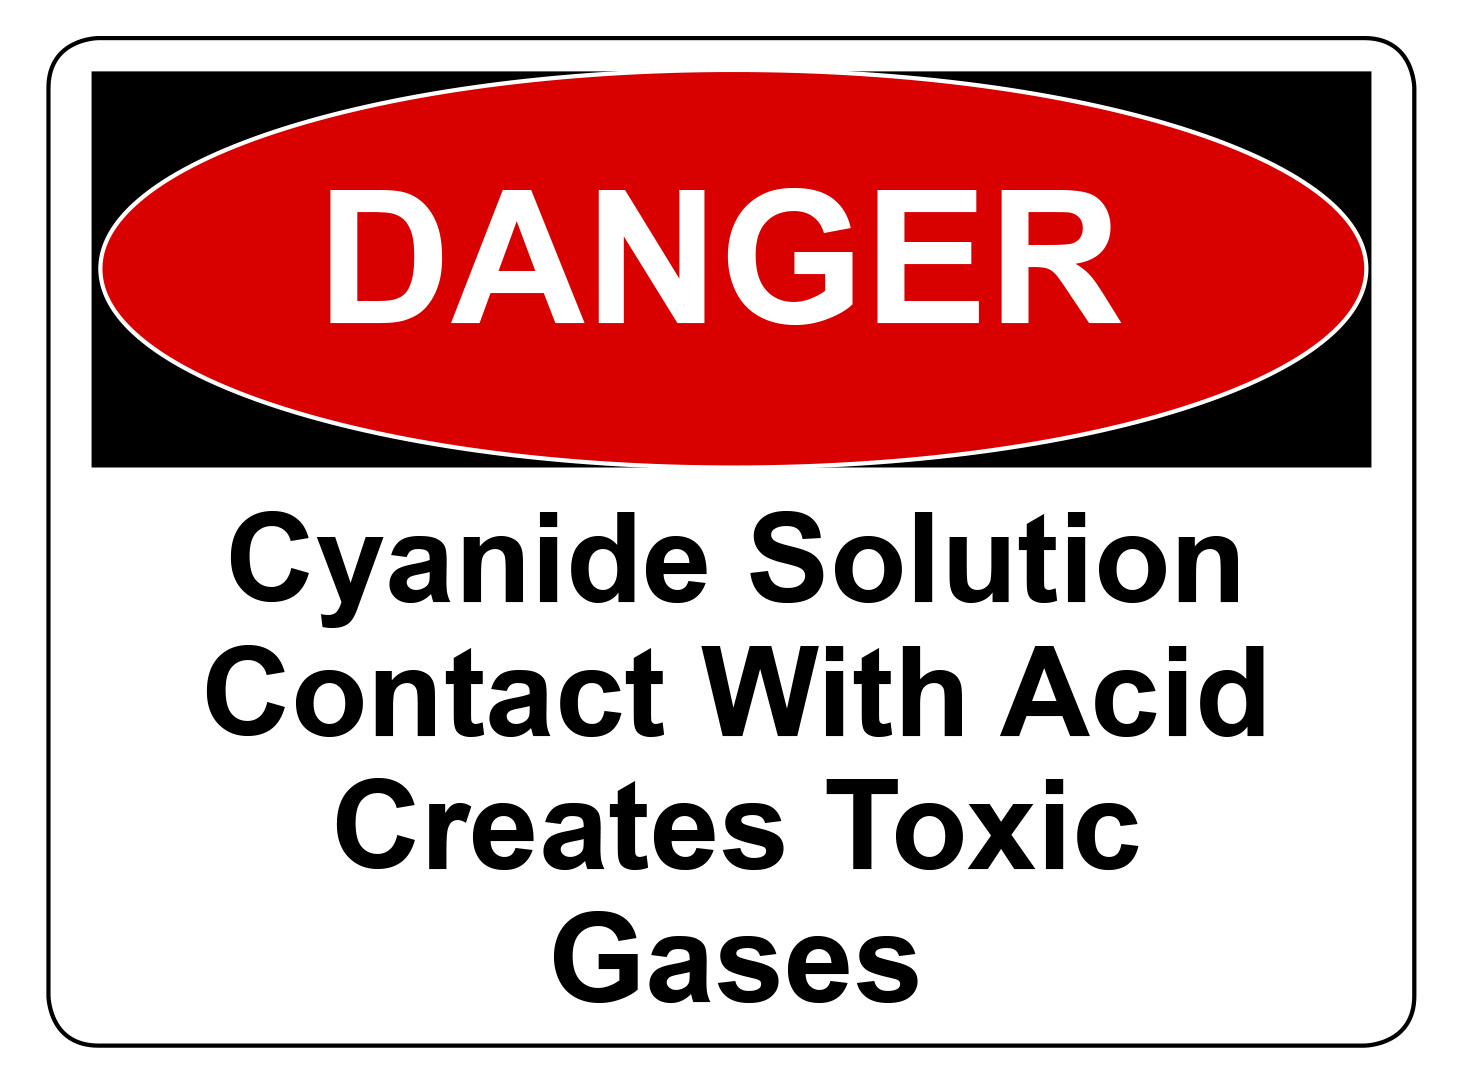 DANGER
Cyanide Solution
Contact With Acid
Creates Toxic
Gases